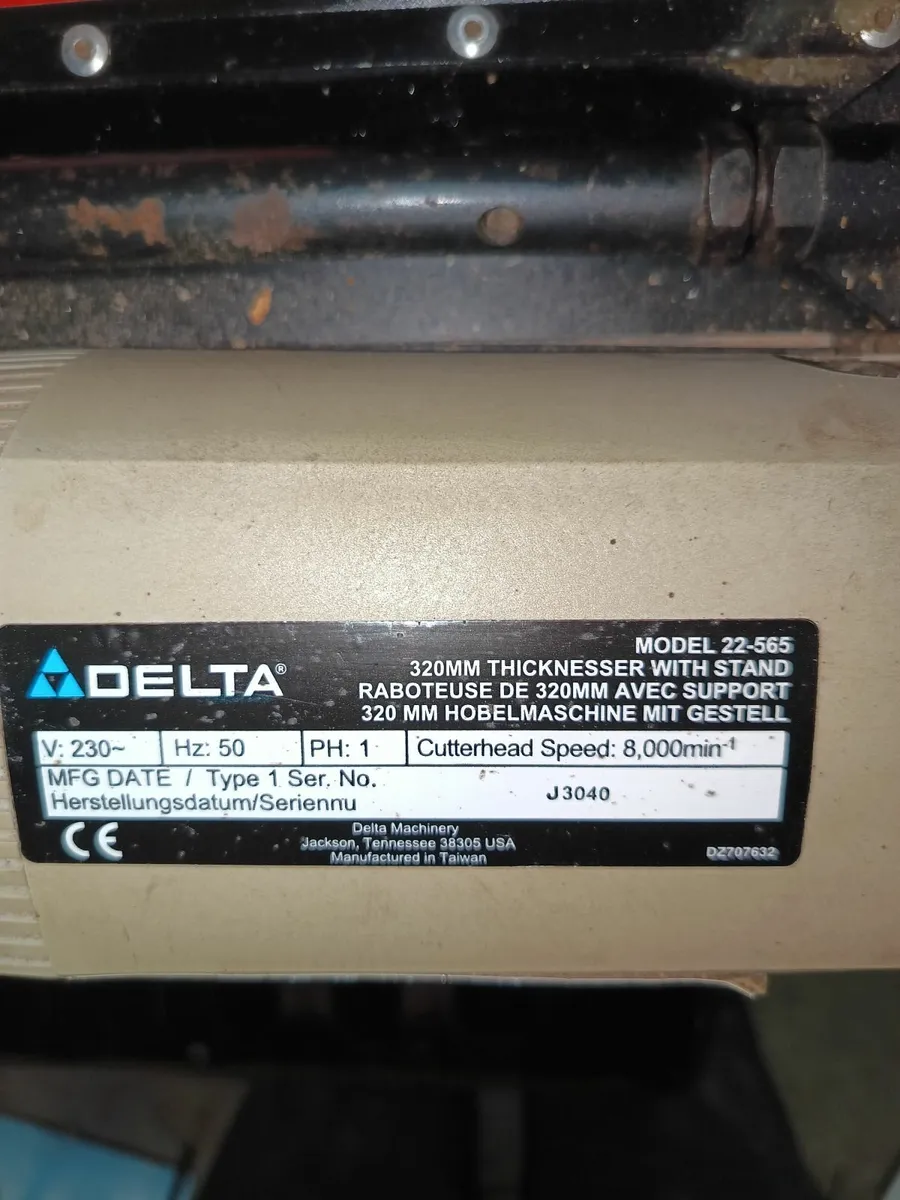 DELTA®
MODEL 22-565
320MM THICKNESSER WITH STAND
RABOTEUSE DE 320MM AVEC SUPPORT
320 MM HOBELMASCHINE MIT GESTELL
V: 230~ Hz: 50 PH: 1 Cutterhead Speed: 8,000min-1
MFG DATE / Type 1 Ser. No.
Herstellungsdatum/Seriennu
J3040
CE
Delta Machinery
Jackson, Tennessee 38305 USA
Manufactured in Taiwan
DZ707632